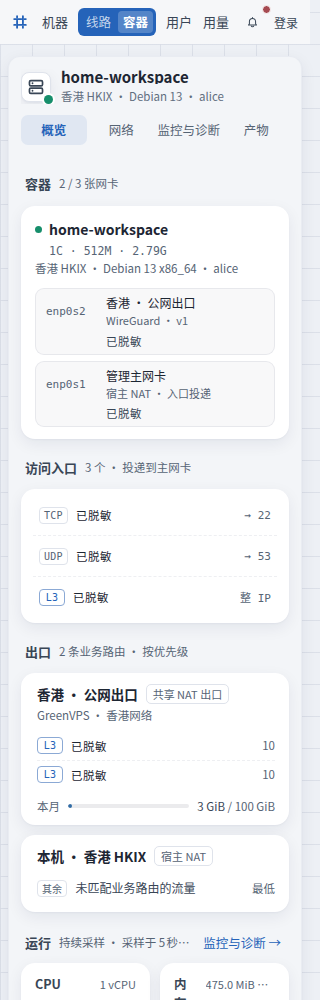 机器 线路 容器 用户 用量 登录
home-workspace
香港 HKIX • Debian 13 • alice
概览 网络 监控与诊断 产物
容器 2 / 3 张网卡
home-workspace
1C · 512M · 2.79G
香港 HKIX • Debian 13 x86_64 • alice
enp0s2 香港 • 公网出口
WireGuard • v1
已脱敏
enp0s1 管理主网卡
宿主 NAT • 入口投递
已脱敏
访问入口 3 个 • 投递到主网卡
TCP 已脱敏 → 22
UDP 已脱敏 → 53
L3 已脱敏 整 IP
出口 2 条业务路由 • 按优先级
香港 • 公网出口 共享 NAT 出口
GreenVPS • 香港网络
L3 已脱敏 10
L3 已脱敏 10
本月 3 GiB / 100 GiB
本机 • 香港 HKIX 宿主 NAT
其余 未匹配业务路由的流量 最低
运行 持续采样 • 采样于 5 秒… 监控与诊断 →
CPU 1 vCPU 内 475.0 MiB …